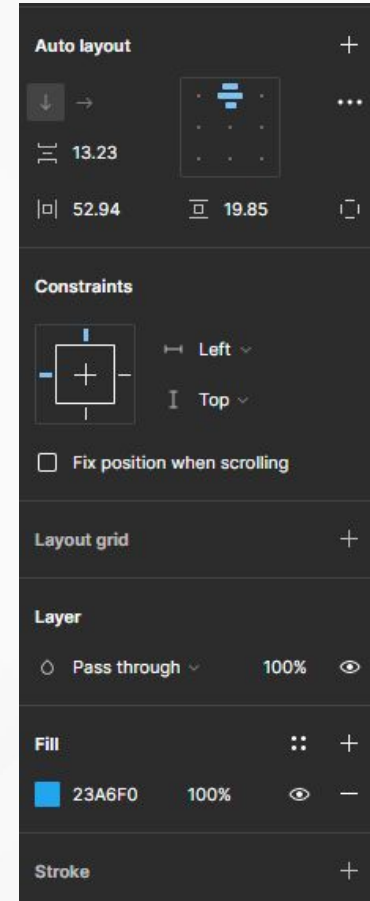 Auto layout
13.23
52.94 19.85
Constraints
Left
Top
Fix position when scrolling
Layout grid
Layer
Pass through 100%
Fill
23A6F0 100%
Stroke